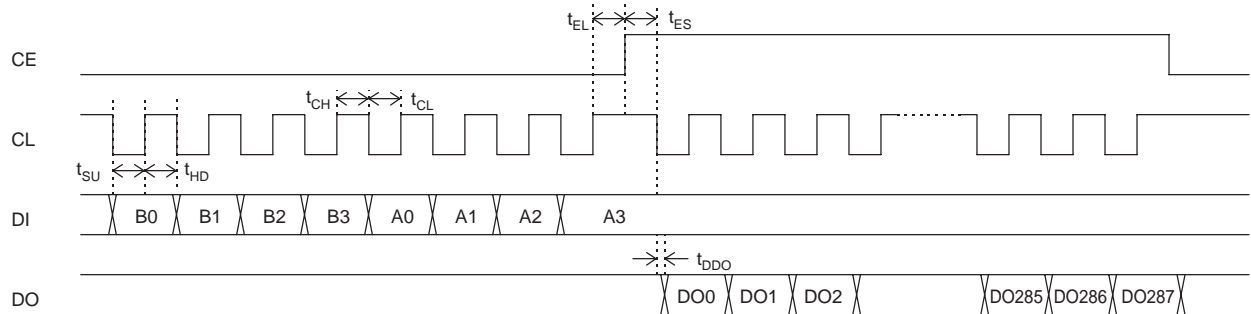 tEL tES
CE
tCH tCL
CL
tSU tHD
DI B0 B1 B2 B3 A0 A1 A2 A3
tDDO
DO DO0 DO1 DO2 DO285 DO286 DO287